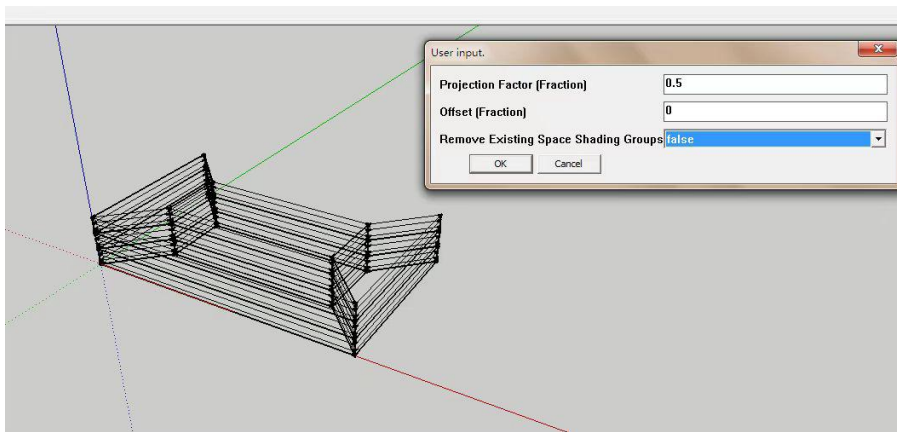 User input.
Projection Factor (Fraction) 0.5
Offset (Fraction) 0
Remove Existing Space Shading Groups false
OK Cancel